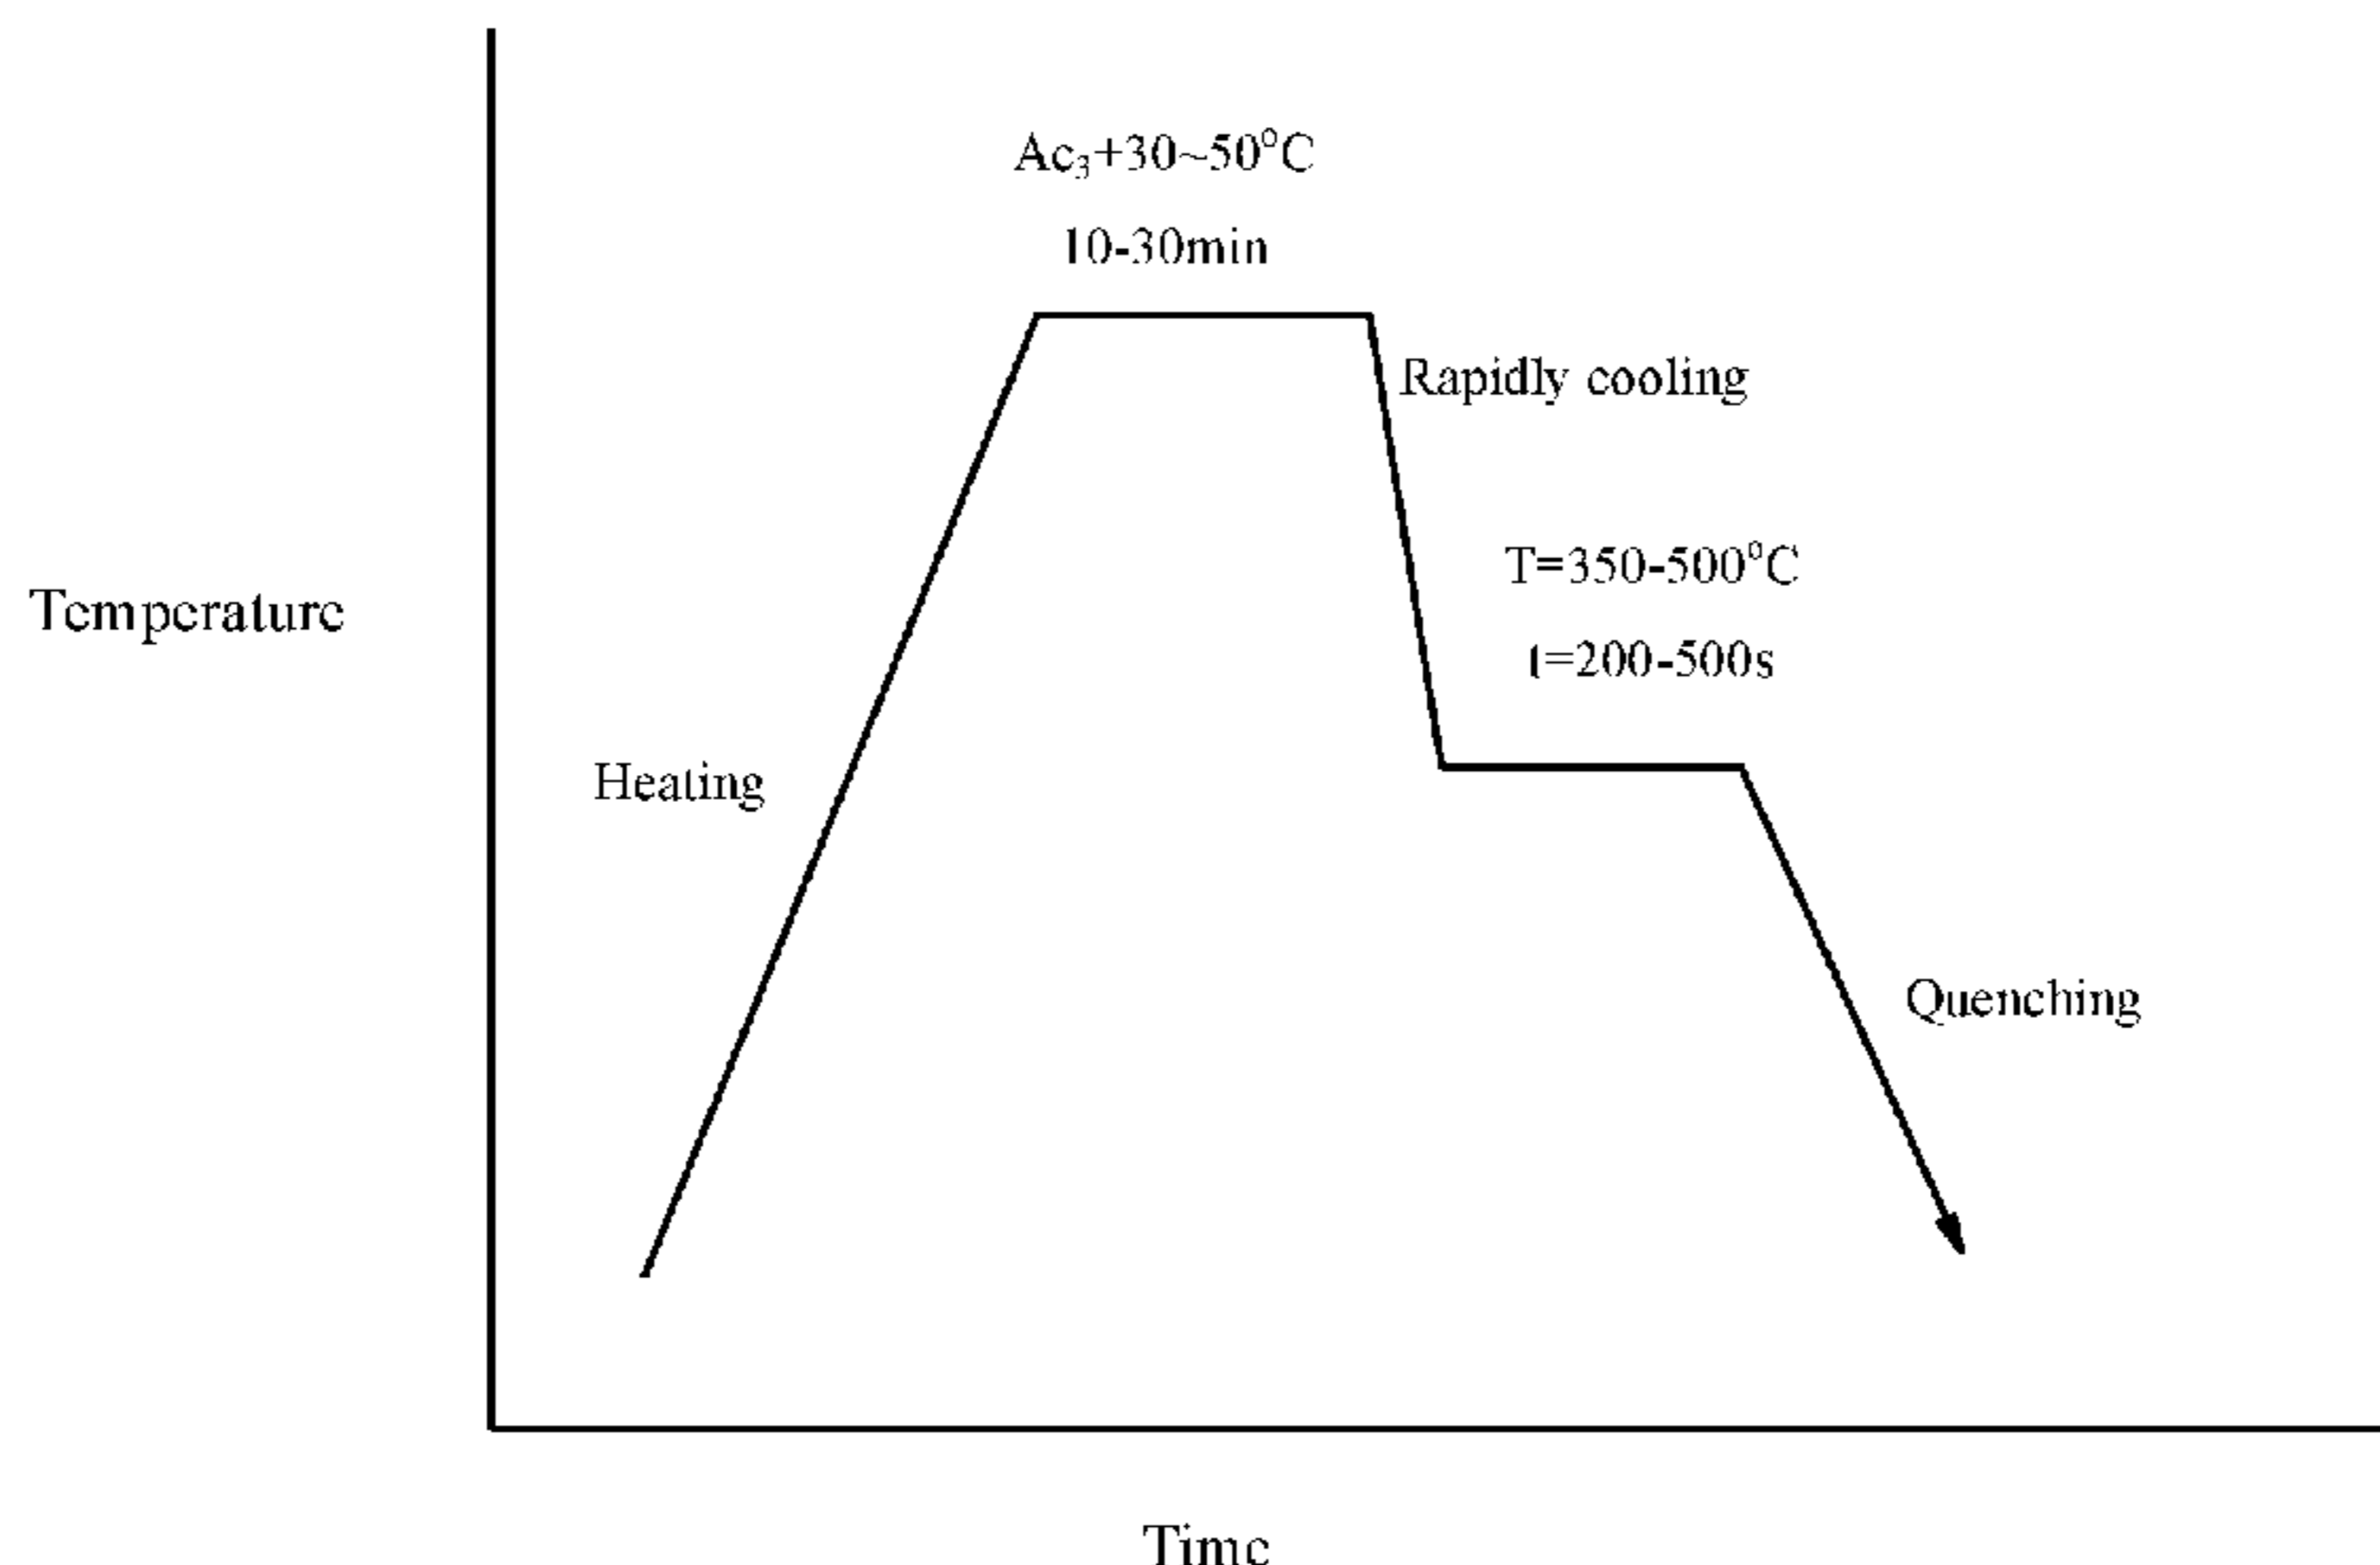 Ac₃+30~50°C
10-30min
Rapidly cooling
T=350-500°C
t=200-500s
Temperature
Heating
Quenching
Time